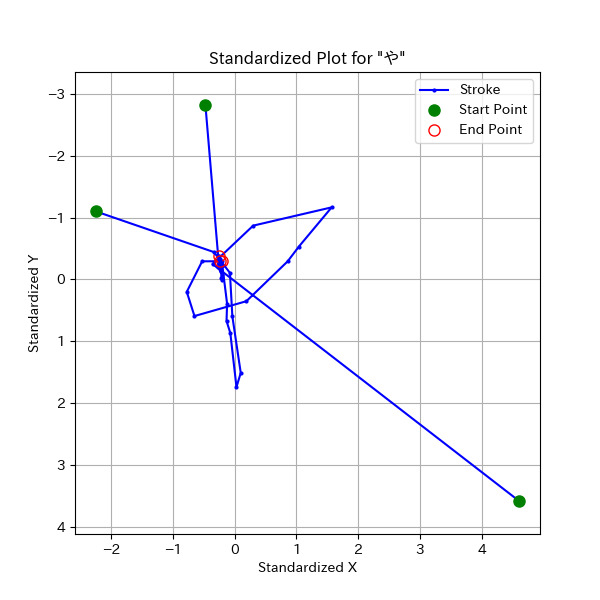 Standardized Plot for "や"
Stroke
Start Point
End Point
−3
−2
−1
0
1
2
3
4
Standardized Y
−2 −1 0 1 2 3 4
Standardized X